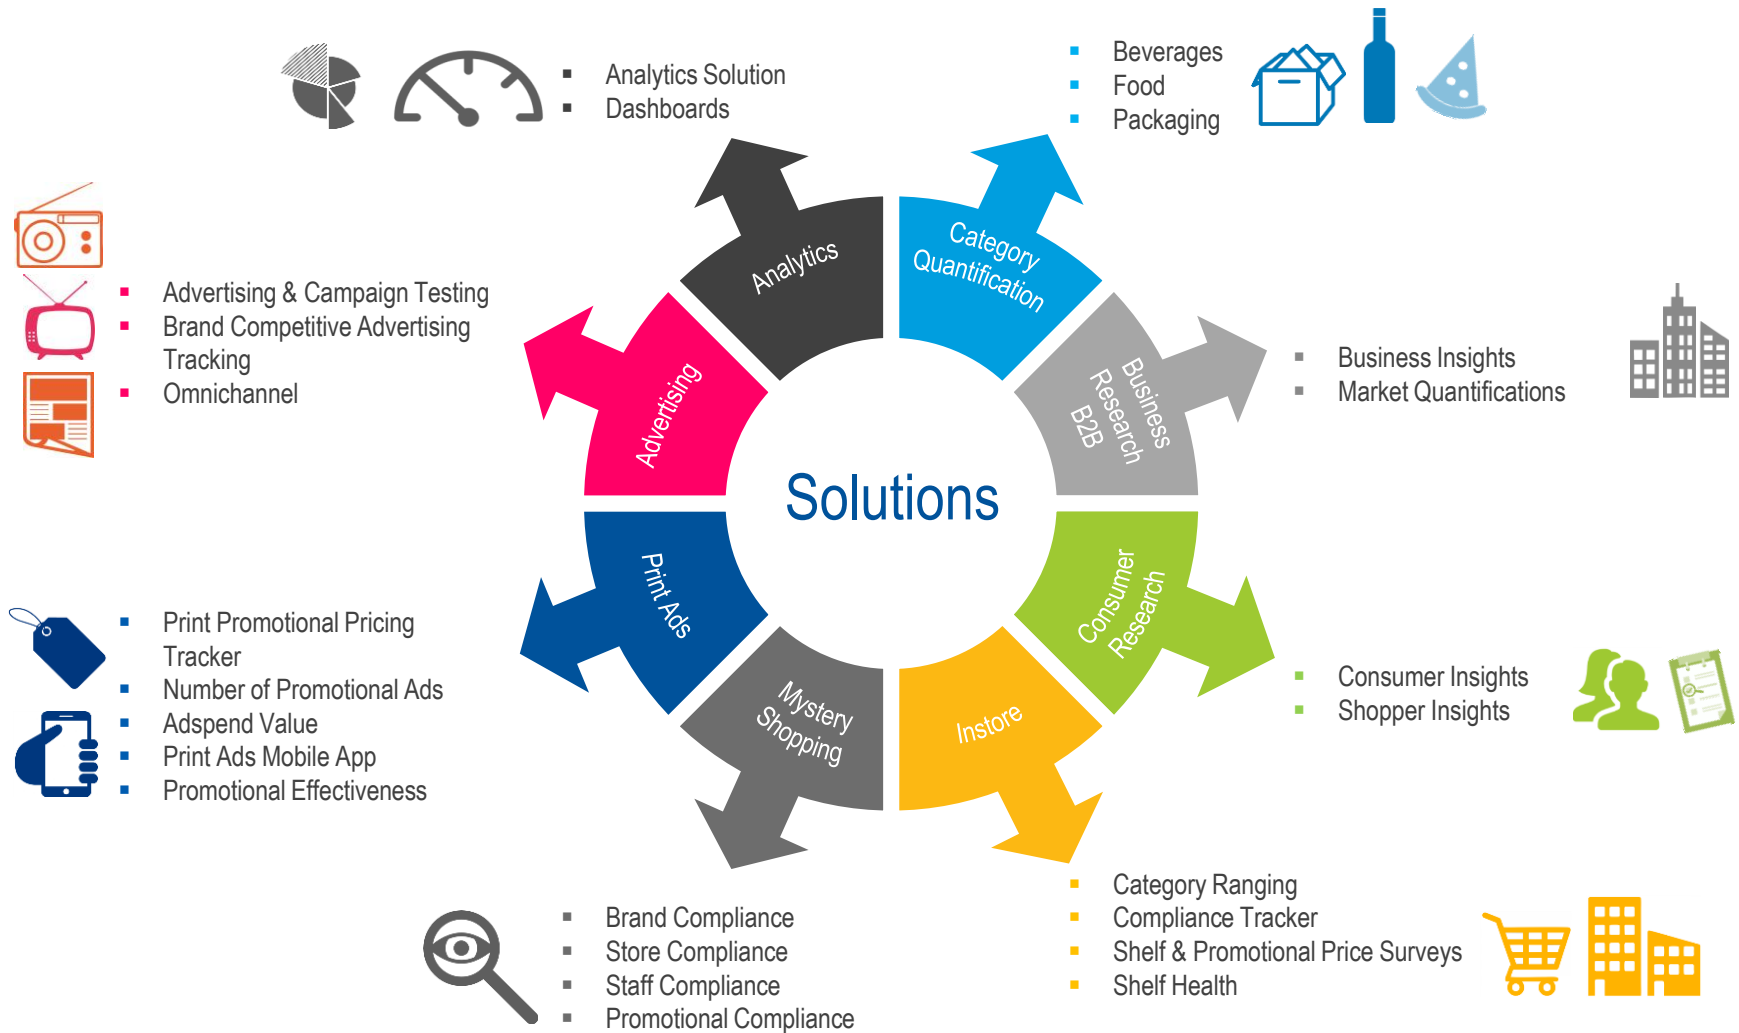 Analytics Solution
Dashboards
Beverages
Food
Packaging
Advertising & Campaign Testing
Brand Competitive Advertising
Tracking
Omnichannel
Business Insights
Market Quantifications
Analytics
Category
Quantification
Business
Research
B2B
Advertising
Solutions
Print Ads
Consumer
Research
Mystery
Shopping
Instore
Print Promotional Pricing
Tracker
Number of Promotional Ads
Adspend Value
Print Ads Mobile App
Promotional Effectiveness
Consumer Insights
Shopper Insights
Brand Compliance
Store Compliance
Staff Compliance
Promotional Compliance
Category Ranging
Compliance Tracker
Shelf & Promotional Price Surveys
Shelf Health